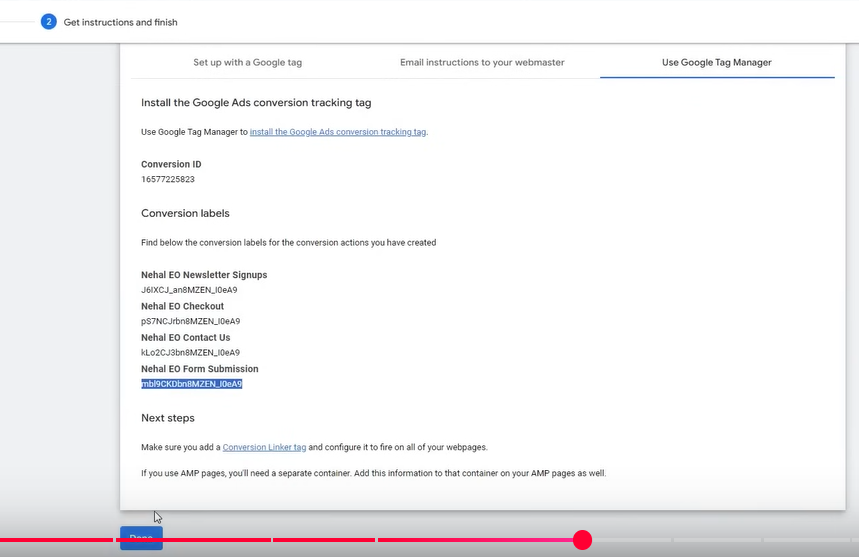 2 Get instructions and finish
Set up with a Google tag
Email instructions to your webmaster
Use Google Tag Manager
Install the Google Ads conversion tracking tag
Use Google Tag Manager to install the Google Ads conversion tracking tag.
Conversion ID
16577225823
Conversion labels
Find below the conversion labels for the conversion actions you have created
Nehal EO Newsletter Signups
J6IXCJ_an8MZEN_I0eA9
Nehal EO Checkout
pS7NCJrbn8MZEN_I0eA9
Nehal EO Contact Us
kLo2CJ3bn8MZEN_I0eA9
Nehal EO Form Submission
mbl9CKDbn8MZEN_I0eA9
Next steps
Make sure you add a Conversion Linker tag and configure it to fire on all of your webpages.
If you use AMP pages, you'll need a separate container. Add this information to that container on your AMP pages as well.
Done